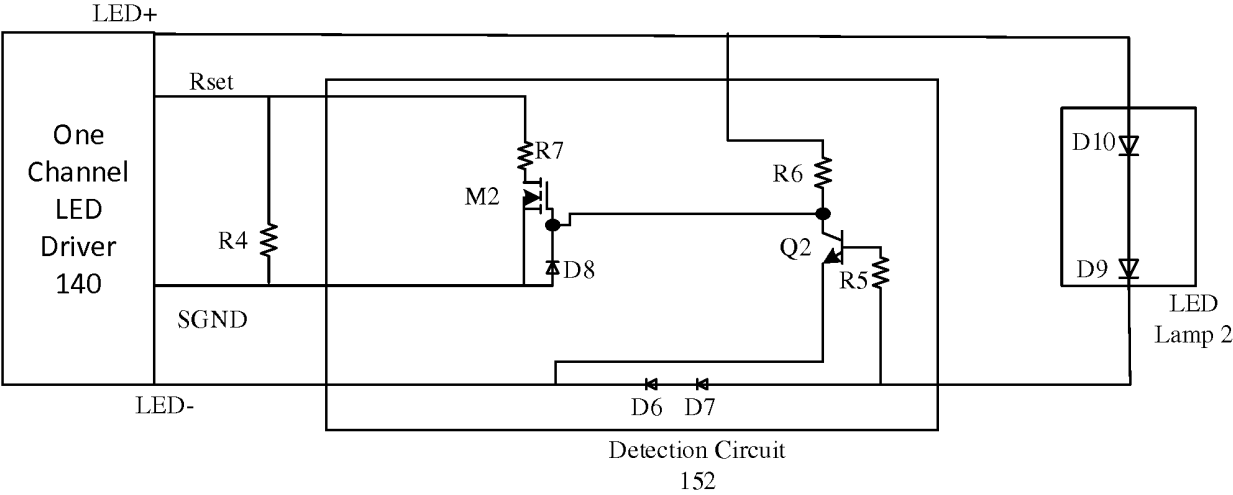 LED+
Rset
One
Channel
LED
Driver
140
R4
SGND
LED-
R7
M2
D8
R6
Q2
R5
D6 D7
Detection Circuit
152
D10
D9
LED
Lamp 2